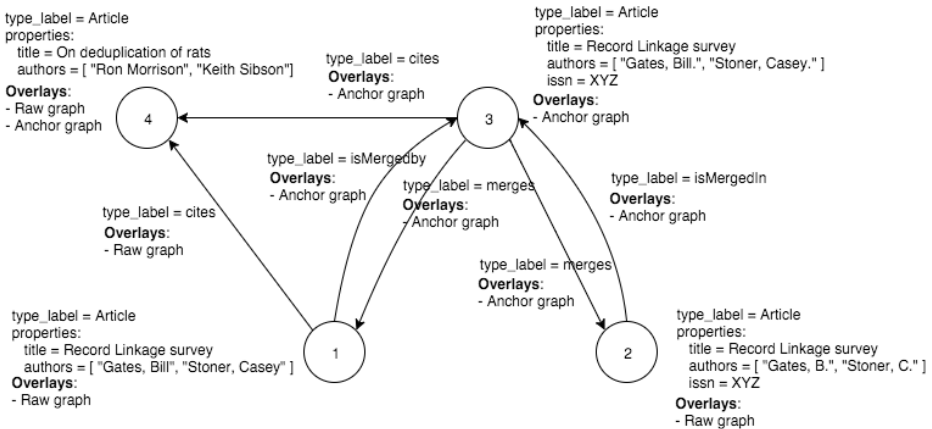 type_label = Article
properties:
title = On deduplication of rats
authors = [ "Ron Morrison", "Keith Sibson"]
Overlays:
- Raw graph
- Anchor graph
4
type_label = cites
Overlays:
- Anchor graph
3
type_label = Article
properties:
title = Record Linkage survey
authors = [ "Gates, Bill.", "Stoner, Casey." ]
issn = XYZ
Overlays:
- Anchor graph
type_label = isMergedby
Overlays:
- Anchor graph
type_label = merges
Overlays:
- Anchor graph
type_label = isMergedIn
Overlays:
- Anchor graph
type_label = cites
Overlays:
- Raw graph
type_label = merges
Overlays:
- Anchor graph
type_label = Article
properties:
title = Record Linkage survey
authors = [ "Gates, Bill", "Stoner, Casey" ]
Overlays:
- Raw graph
1
2
type_label = Article
properties:
title = Record Linkage survey
authors = [ "Gates, B.", "Stoner, C." ]
issn = XYZ
Overlays:
- Raw graph